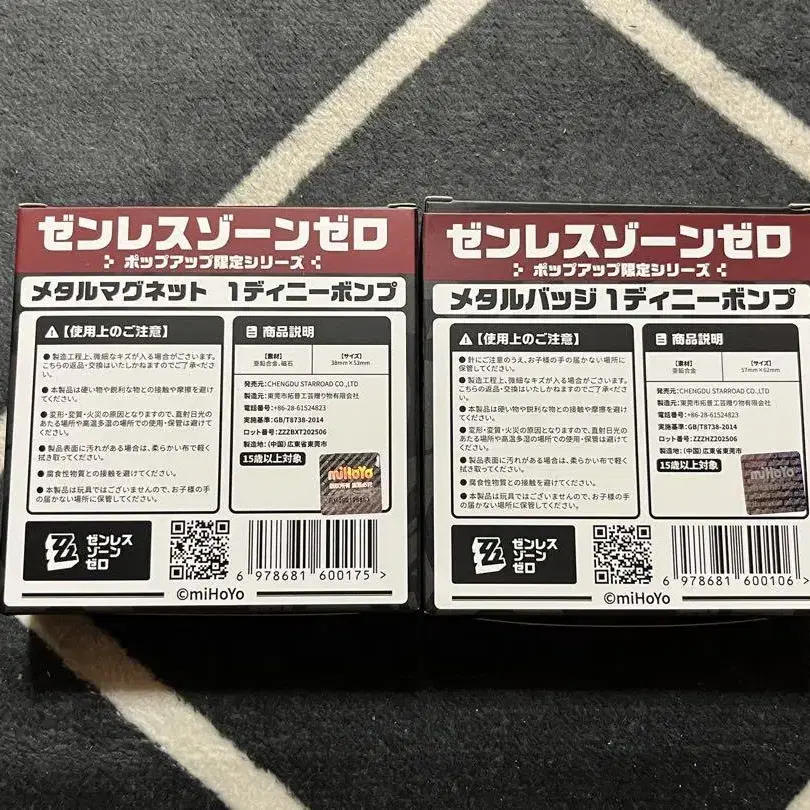 ゼンレスゾーンゼロ
ポップアップ限定シリーズ
メタルマグネット 1ディニーボンプ
【使用上のご注意】
●製造工程上、微細なキズが入る場合がございます。
こちらの返品・交換はいたしかねますのでご了承くださ
い。
●本製品は硬い物や鋭利な物との接触や摩擦を避け
てください。
●変形・変質・火災の原因となりますので、直射日光の
あたる場所や高温多湿の場所での使用・保管は避けて
ください。
●製品表面に汚れがある場合は、柔らかい布で軽く
拭き取ってください。
●腐食性物質との接触を避けてください。
●本製品は玩具ではございませんので、お子様の手
の届かない場所に保管してください。
商品説明
【素材】
亜鉛合金、磁石
【サイズ】
38mm×53mm
発売元:CHENGDU STARROAD CO.,LTD
製造元:東莞市拓普工芸贈り物有限会社
電話番号:+86-28-61524823
実施基準:GB/T8738-2014
ロット番号:ZZZBXT202506
製造地:(中国)広東省東莞市
15歳以上対象
miHoYo
ゼンレス
ゾーン
ゼロ
6 978681 600175 >
©miHoYo
ゼンレスゾーンゼロ
ポップアップ限定シリーズ
メタルバッジ 1ディニーボンプ
【使用上のご注意】
●針にご注意のうえ、お子様の手の届かない場所に
保管してください。
●製造工程上、微細なキズが入る場合がございます。
こちらの返品・交換はいたしかねますのでご了承くださ
い。
●本製品は硬い物や鋭利な物との接触や摩擦を避け
てください。
●変形・変質・火災の原因となりますので、直射日光の
あたる場所や高温多湿の場所での使用・保管は避けて
ください。
●製品表面に汚れがある場合は、柔らかい布で軽く
拭き取ってください。
●腐食性物質との接触を避けてください。
●本製品は玩具ではございませんので、お子様の手
の届かない場所に保管してください。
商品説明
【素材】
亜鉛合金
【サイズ】
57mm×62mm
発売元:CHENGDU STARROAD CO.,LTD
製造元:東莞市拓普工芸贈り物有限会社
電話番号:+86-28-61524823
実施基準:GB/T8738-2014
ロット番号:ZZZHZ202506
製造地:(中国)広東省東莞市
15歳以上対象
miHoYo
ゼンレス
ゾーン
ゼロ
6 978681 600106 >
©miHoYo